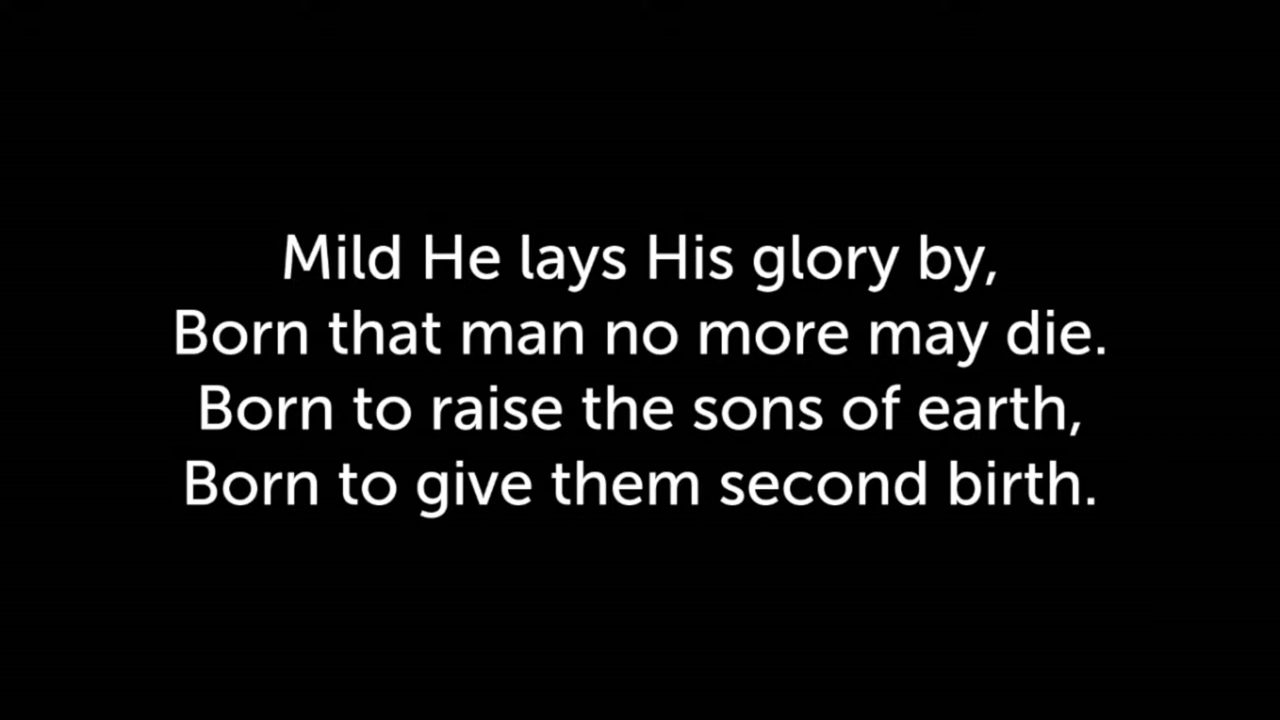 Mild He lays His glory by,
Born that man no more may die.
Born to raise the sons of earth,
Born to give them second birth.